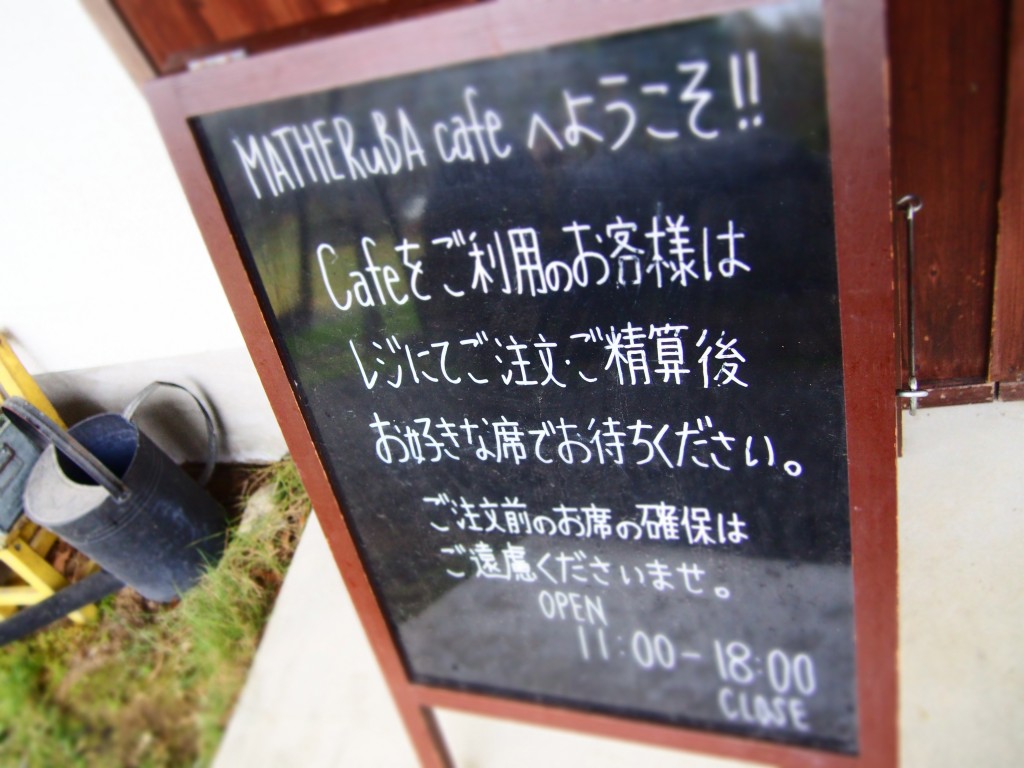 MATHERuBA cafe へようこそ!!
Cafeをご利用のお客様は
レジにてご注文・ご精算後
お好きな席でお待ちください。
ご注文前のお席の確保は
ご遠慮くださいませ。
OPEN
11:00-18:00
CLOSE